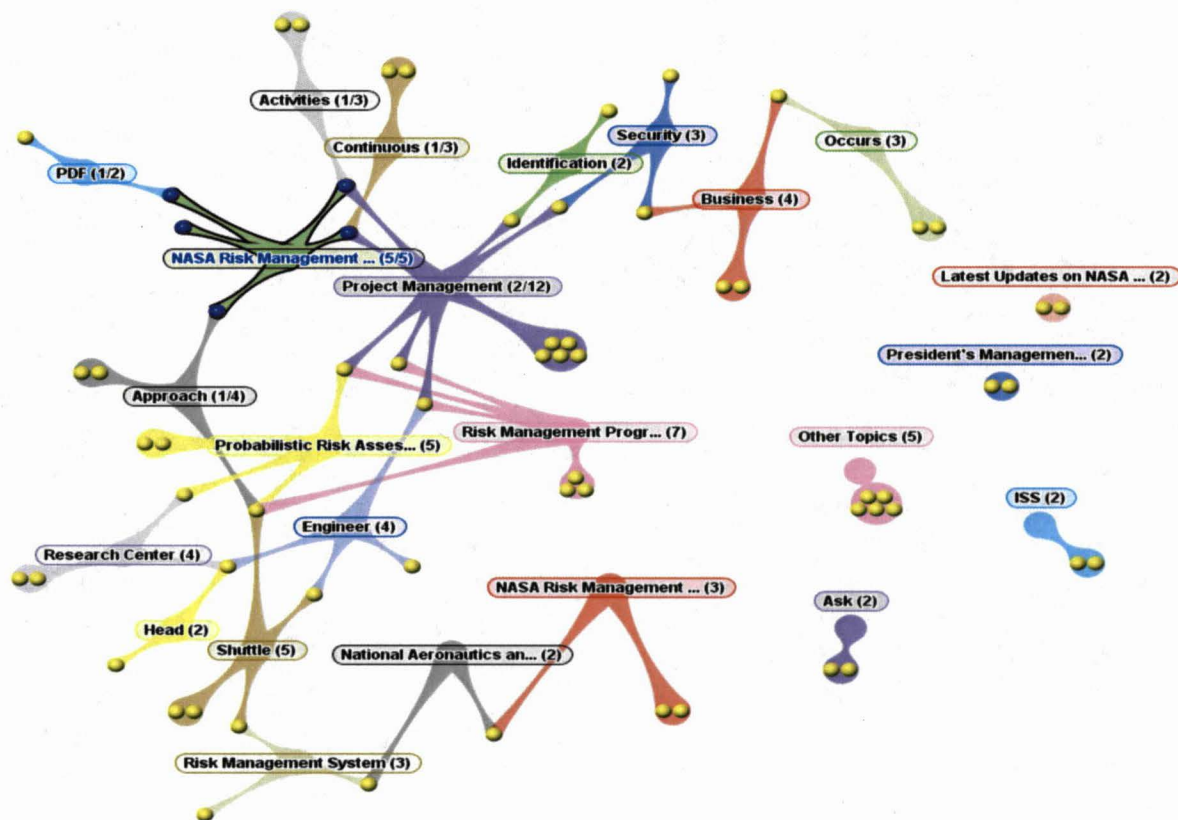 Activities (1/3)
Continuous (1/3)
Security (3)
Occurs (3)
Identification (2)
PDF (1/2)
Business (4)
NASA Risk Management ... (5/5)
Project Management (2/12)
Latest Updates on NASA ... (2)
President's Managemen... (2)
Approach (1/4)
Risk Management Progr... (7)
Other Topics (5)
Probabilistic Risk Asses... (5)
ISS (2)
Engineer (4)
Research Center (4)
NASA Risk Management ... (3)
Ask (2)
Head (2)
Shuttle (5)
National Aeronautics an... (2)
Risk Management System (3)